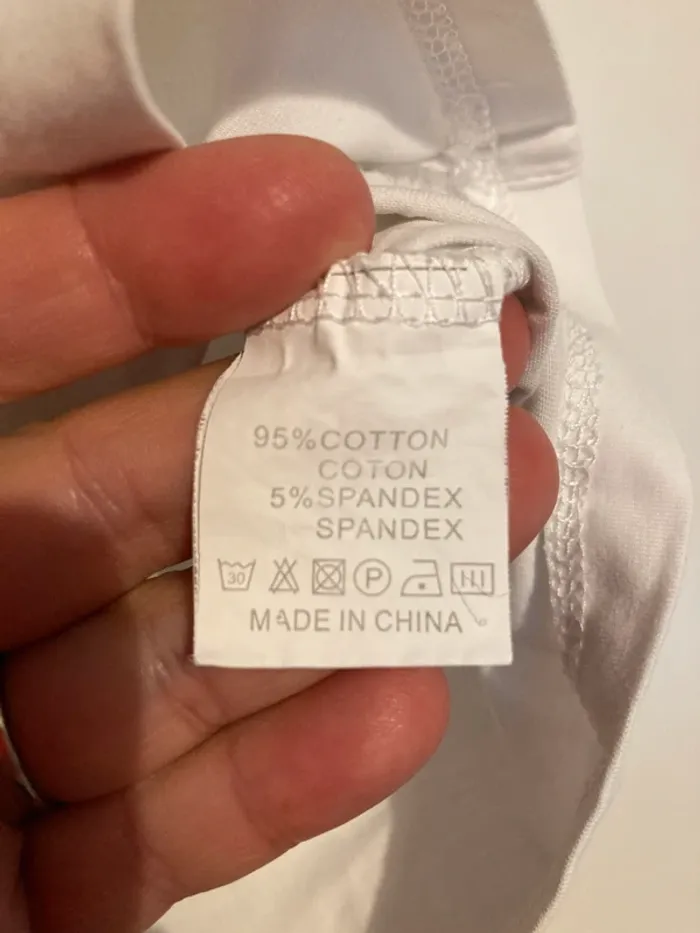 95%COTTON
COTON
5%SPANDEX
SPANDEX
30 P
MADE IN CHINA